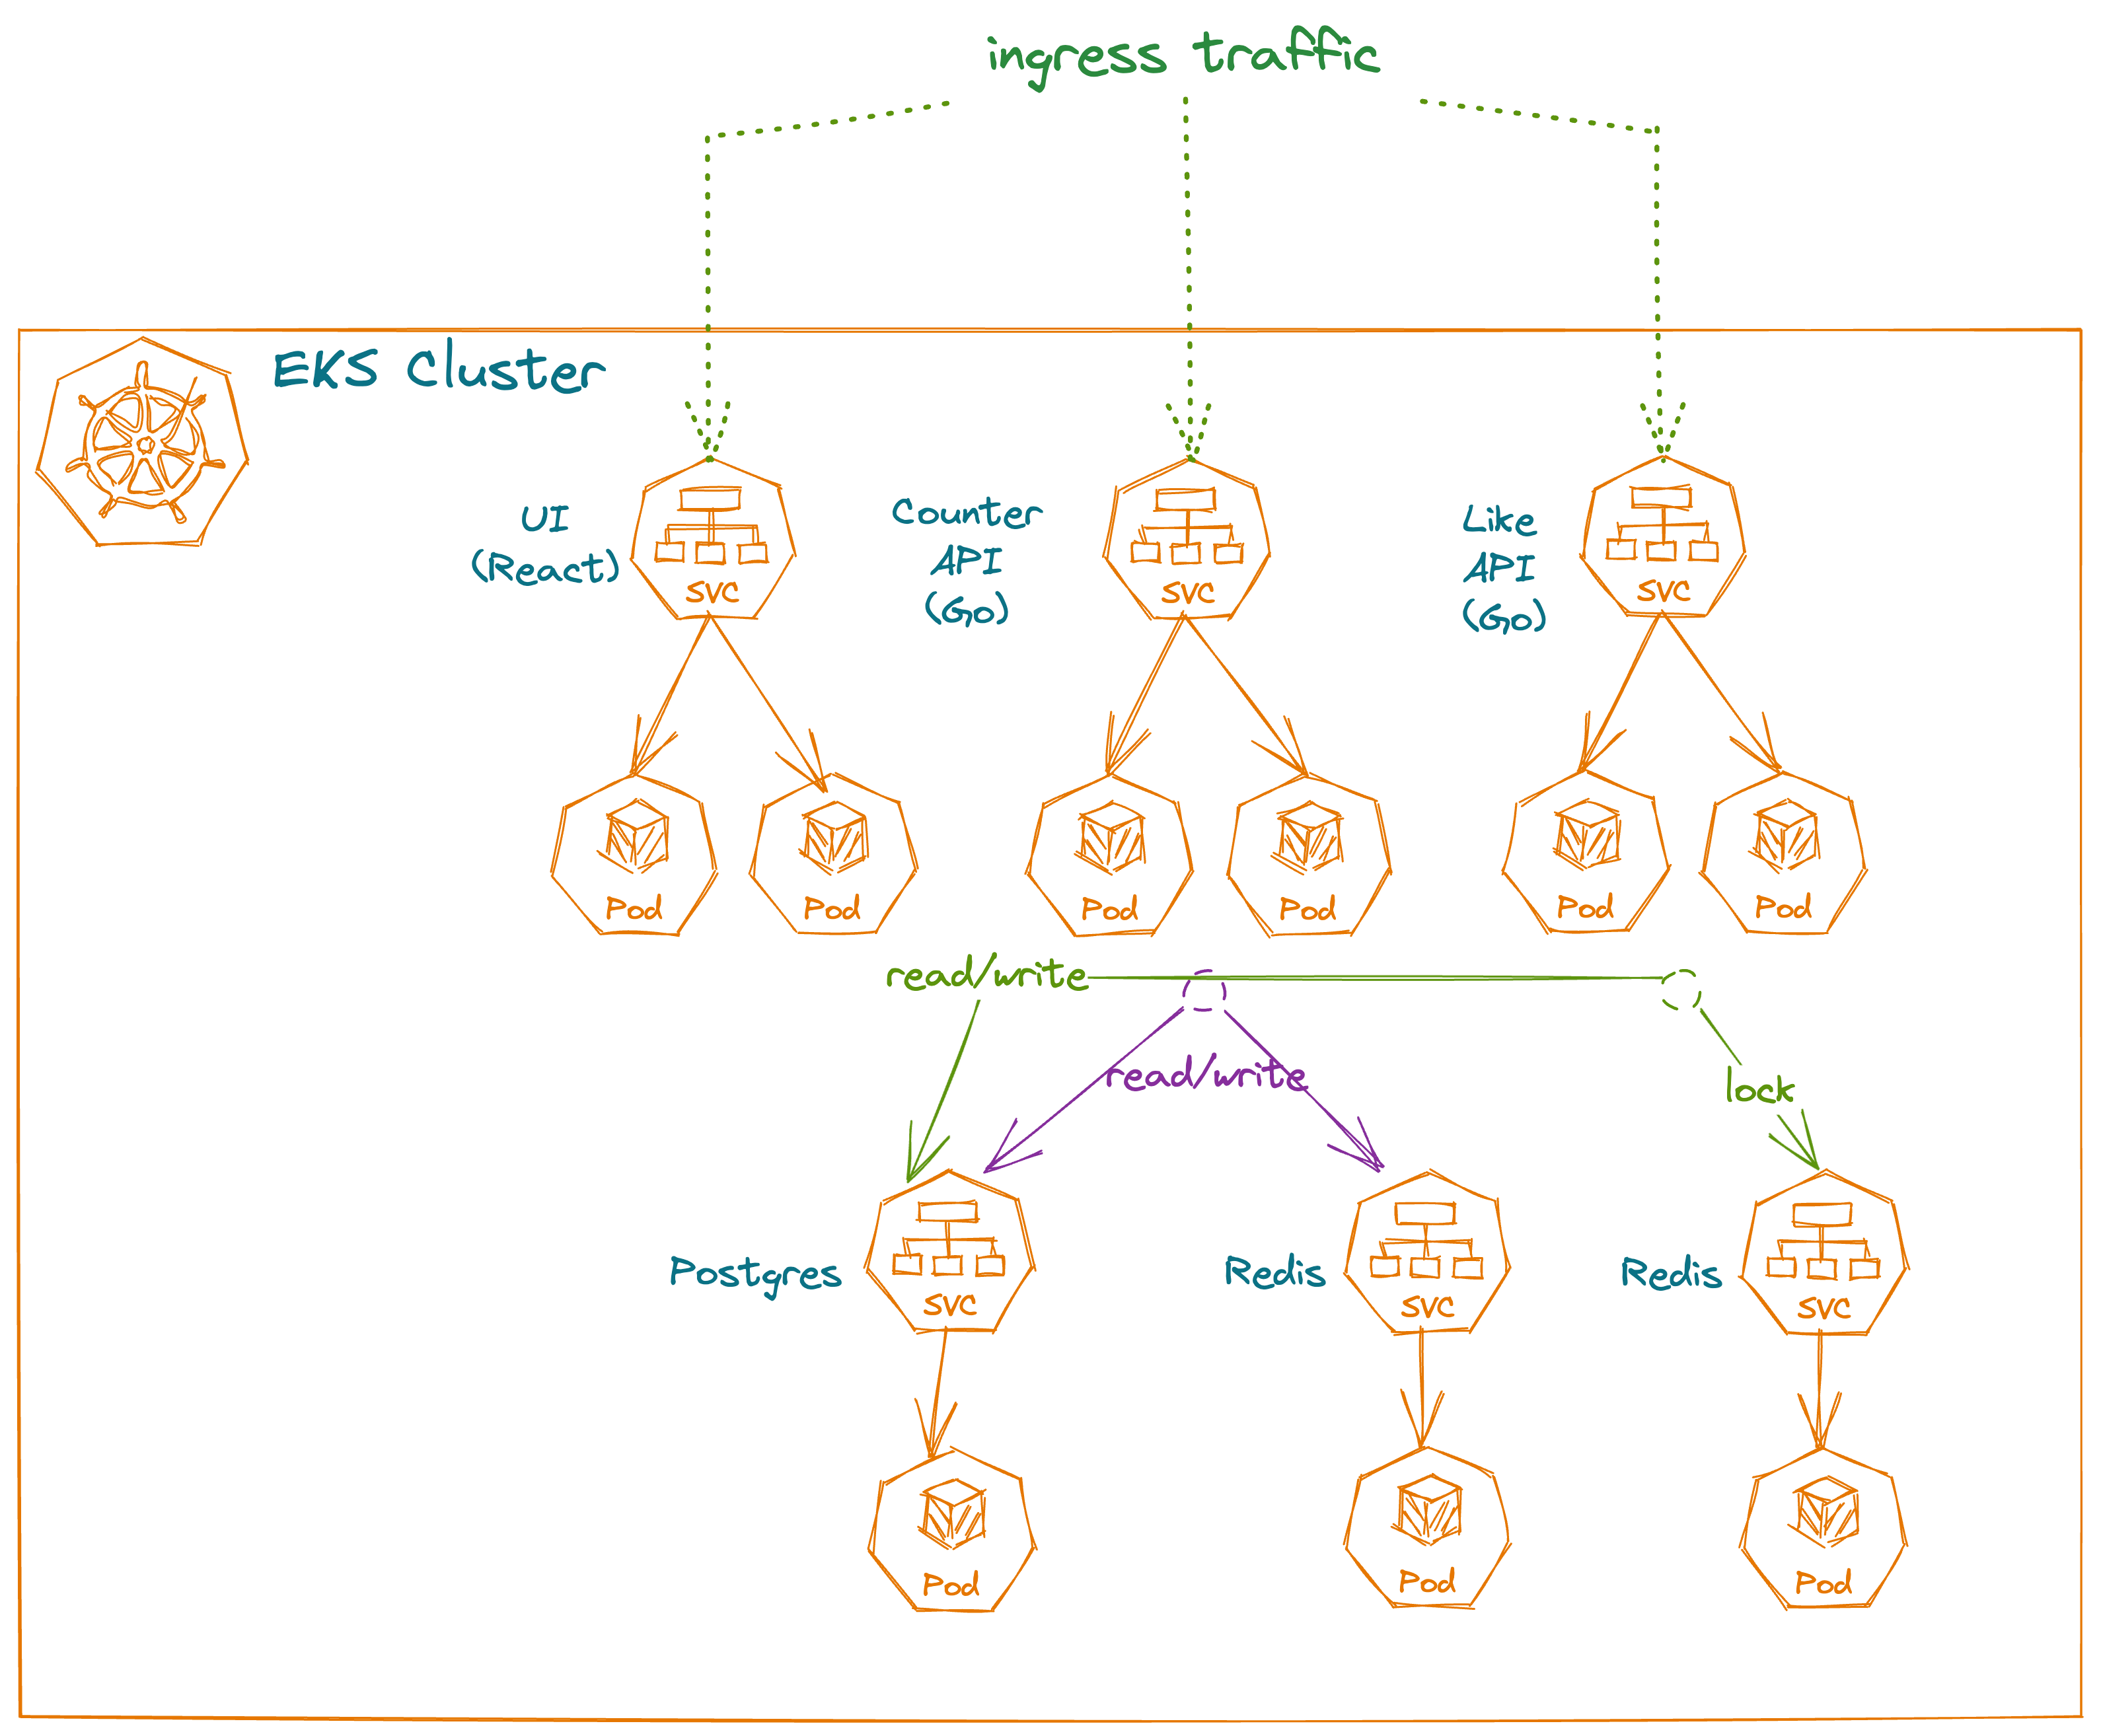 ingress traffic
EKS Cluster
UI
(React)
svc
Counter
API
(Go)
svc
Like
API
(Go)
svc
Pod
Pod
Pod
Pod
Pod
Pod
read/write
read/write
lock
Postgres
svc
Redis
svc
Redis
svc
Pod
Pod
Pod